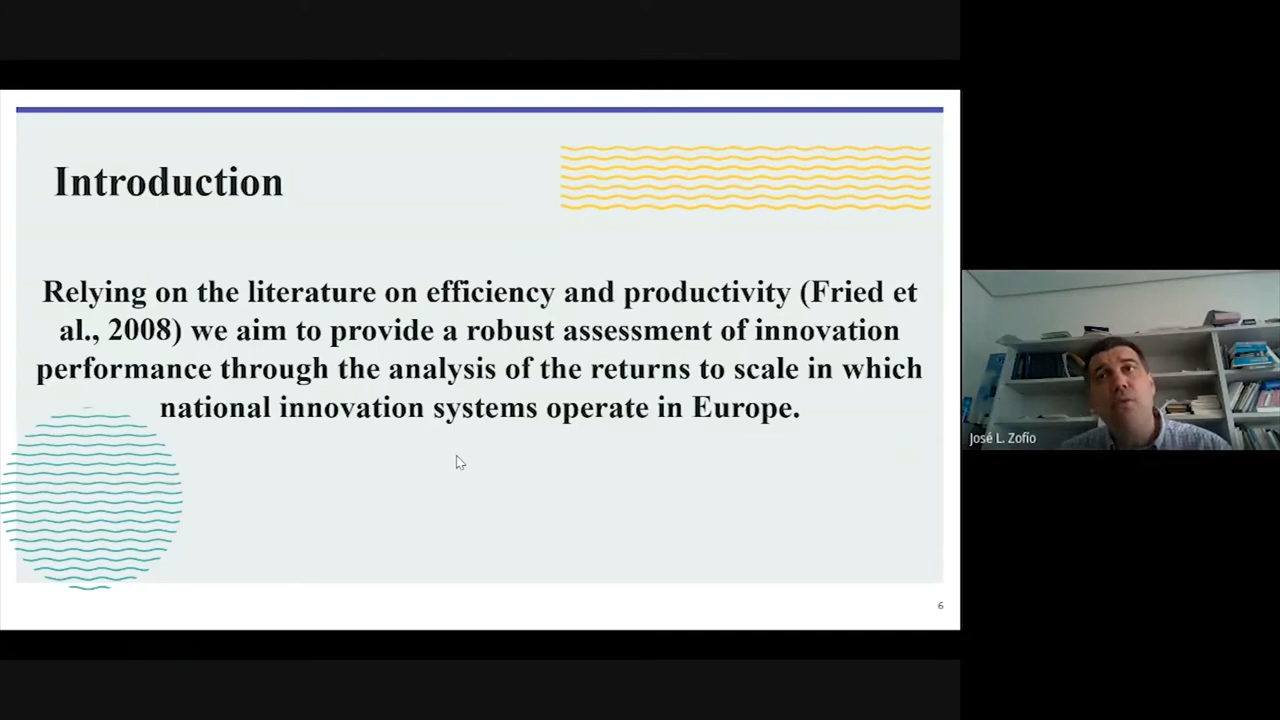 Introduction
Relying on the literature on efficiency and productivity (Fried et
al., 2008) we aim to provide a robust assessment of innovation
performance through the analysis of the returns to scale in which
national innovation systems operate in Europe.
José L. Zofío
6